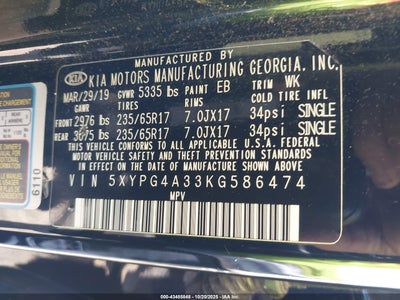 MANUFACTURED BY
KIA KIA MOTORS MANUFACTURING GEORGIA, INC.
MAR/29/19 GVWR 5335 lbs PAINT EB TRIM WK
GAWR TIRES RIMS COLD TIRE INFL
FRONT 2976 lbs 235/65R17 7.0JX17 34psi SINGLE
REAR 3075 lbs 235/65R17 7.0JX17 34psi SINGLE
THIS VEHICLE CONFORMS TO ALL APPLICABLE U.S.A. FEDERAL
MOTOR VEHICLE SAFETY AND THEFT PREVENTION STANDARDS
IN EFFECT ON THE DATE OF MANUFACTURE SHOWN ABOVE.
VIN 5XYPG4A33KG586474
MPV
6110
000-43455848 - (10/20/2025) - IAA Inc.